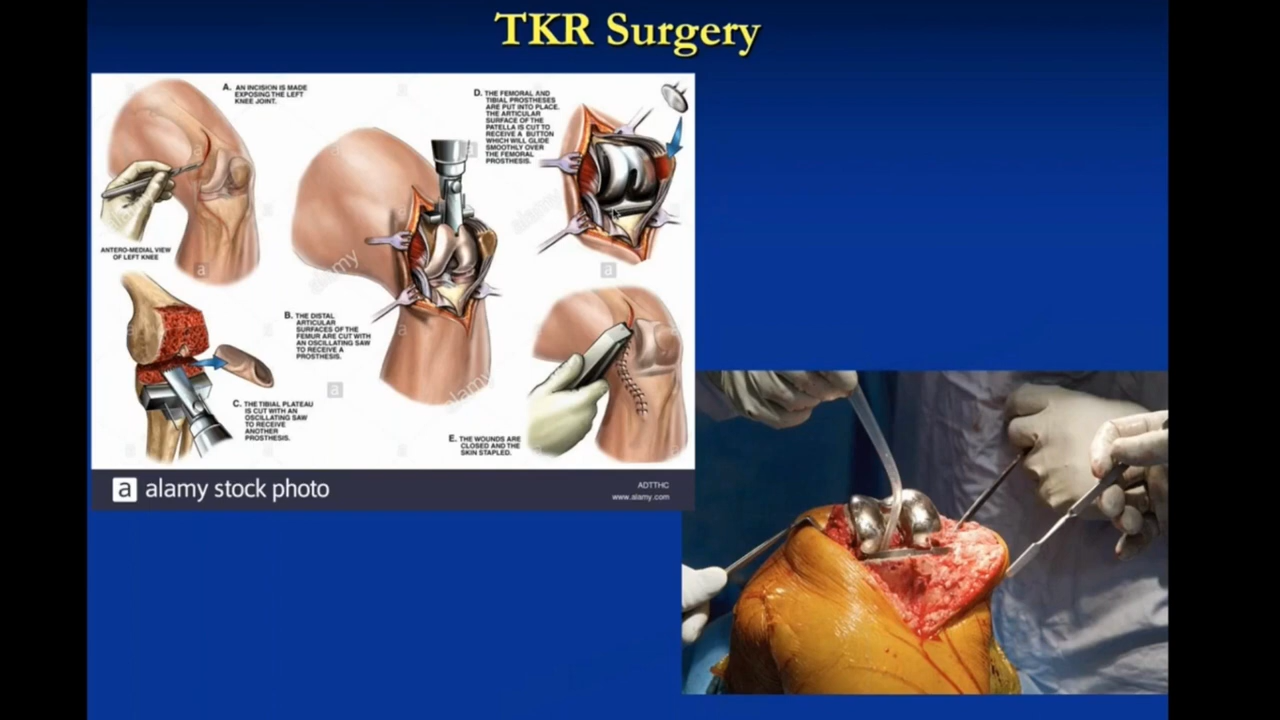 TKR Surgery
A. AN INCISION IS MADE
EXPOSING THE LEFT
KNEE JOINT.
ANTERO-MEDIAL VIEW
OF LEFT KNEE
B. THE DISTAL
ARTICULAR
SURFACES OF THE
FEMUR ARE CUT WITH
AN OSCILLATING SAW
TO RECEIVE A
PROSTHESIS.
C. THE TIBIAL PLATEAU
IS CUT WITH AN
OSCILLATING SAW
TO RECEIVE
ANOTHER
PROSTHESIS.
D. THE FEMORAL AND
TIBIAL PROSTHESES
ARE PUT INTO PLACE.
THE ARTICULAR
SURFACE OF THE
PATELLA IS CUT TO
RECEIVE A BUTTON
WHICH WILL GLIDE
SMOOTHLY OVER
THE FEMORAL
PROSTHESIS.
E. THE WOUNDS ARE
CLOSED AND THE
SKIN STAPLED.
alamy
alamy
alamy
a
a
a
a alamy stock photo
ADTTHC
www.alamy.com